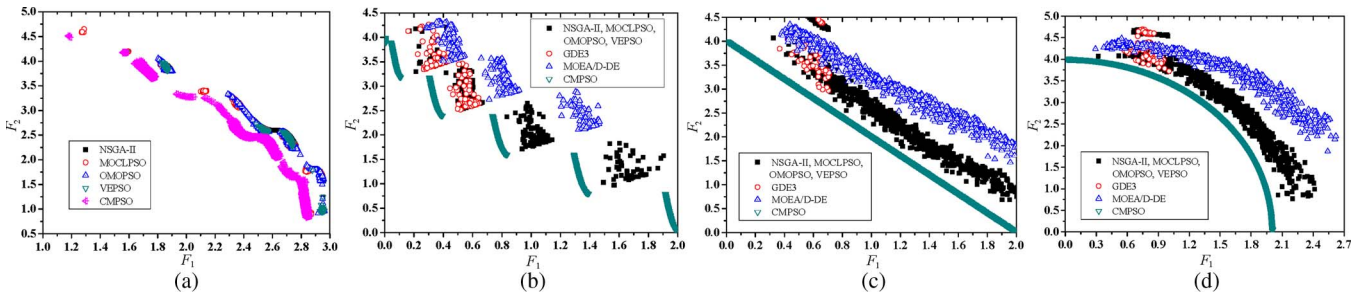 5.0
4.5
4.0
3.5
3.0
2.5
2.0
1.5
1.0
0.5
F2
NSGA-II
MOCLPSO
OMOPSO
VEPSO
CMPSO
1.0 1.2 1.4 1.6 1.8 2.0 2.2 2.4 2.6 2.8 3.0
F1
(a)
4.5
4.0
3.5
3.0
2.5
2.0
1.5
1.0
0.5
0.0
F2
NSGA-II, MOCLPSO,
OMOPSO, VEPSO
GDE3
MOEA/D-DE
CMPSO
0.0 0.2 0.4 0.6 0.8 1.0 1.2 1.4 1.6 1.8 2.0
F1
(b)
4.5
4.0
3.5
3.0
2.5
2.0
1.5
1.0
0.5
0.0
F2
NSGA-II, MOCLPSO,
OMOPSO, VEPSO
GDE3
MOEA/D-DE
CMPSO
0.0 0.2 0.4 0.6 0.8 1.0 1.2 1.4 1.6 1.8 2.0
F1
(c)
5.0
4.5
4.0
3.5
3.0
2.5
2.0
1.5
1.0
0.5
0.0
F2
NSGA-II, MOCLPSO,
OMOPSO, VEPSO
GDE3
MOEA/D-DE
CMPSO
0.0 0.3 0.6 0.9 1.2 1.5 1.8 2.1 2.4 2.7
F1
(d)